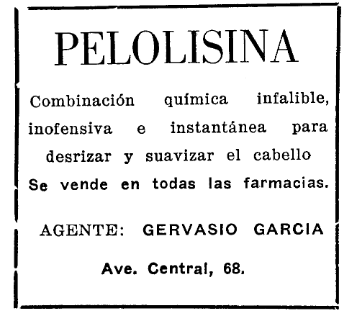 PELOLISINA
Combinación química infalible,
inofensiva e instantánea para
desrizar y suavizar el cabello
Se vende en todas las farmacias.
AGENTE: GERVASIO GARCIA
Ave. Central, 68.